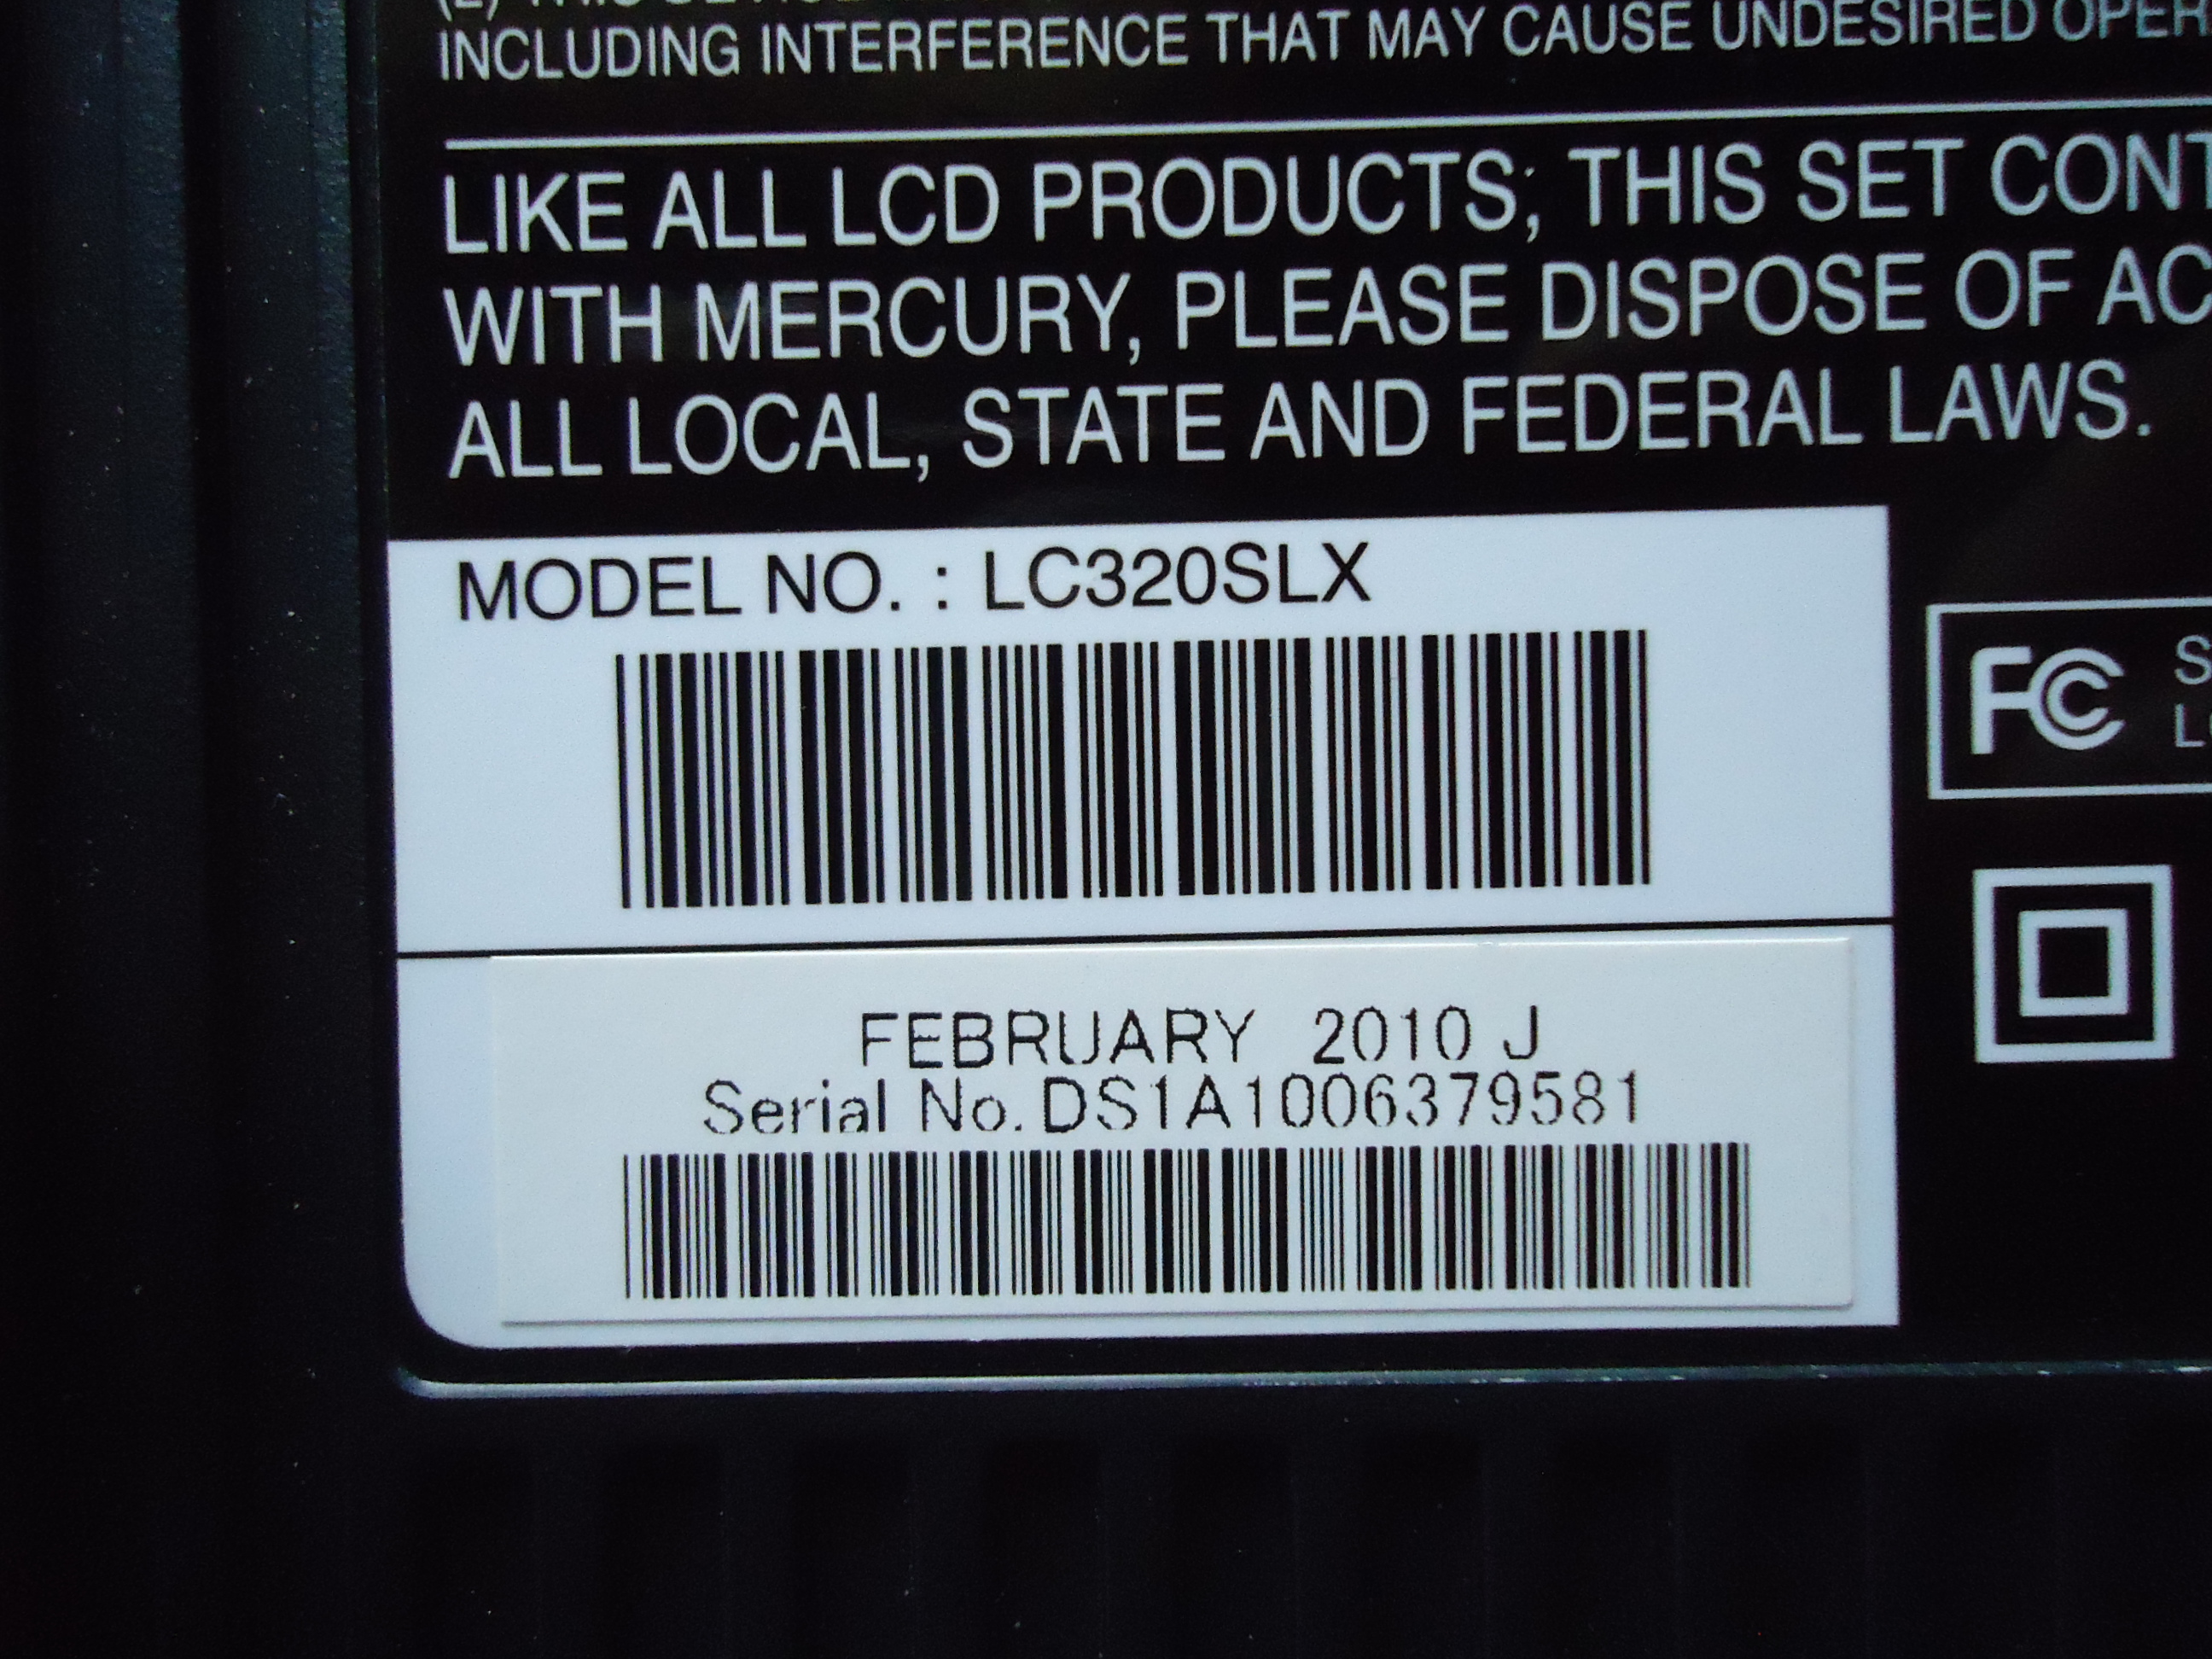 INCLUDING INTERFERENCE THAT MAY CAUSE UNDESIRED
LIKE ALL LCD PRODUCTS; THIS SET
WITH MERCURY, PLEASE DISPOSE OF
ALL LOCAL, STATE AND FEDERAL LAWS.
MODEL NO. : LC320SLX
FC
FEBRUARY 2010 J
Serial No. DS1A1006379581